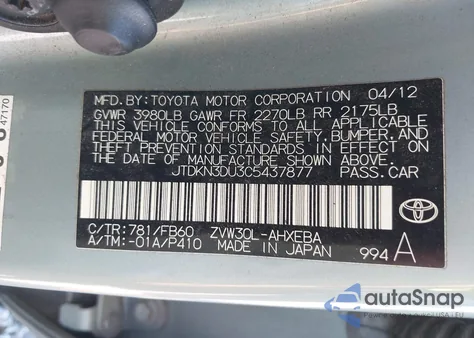 MFD. BY: TOYOTA MOTOR CORPORATION 04/12
GVWR 3980LB GAWR FR 2270LB RR 2175LB
THIS VEHICLE CONFORMS TO ALL APPLICABLE
FEDERAL MOTOR VEHICLE SAFETY, BUMPER, AND
THEFT PREVENTION STANDARDS IN EFFECT ON
THE DATE OF MANUFACTURE SHOWN ABOVE.
JTDKN3DU3C5437877 PASS. CAR
C/TR: 781/FB60 ZVW30L-AHXEBA
A/TM: -01A/P410 MADE IN JAPAN 994 A
TOYOTA
47170
autoSnap